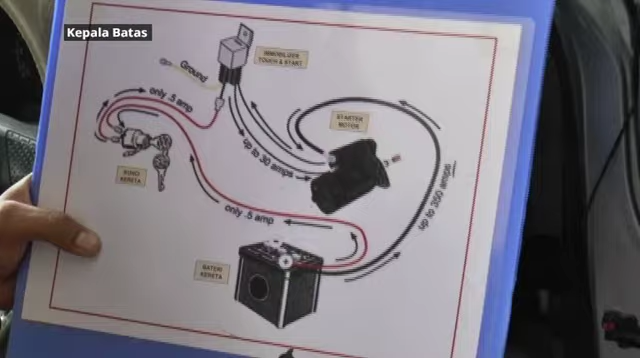 Kepala Batas
IMMOBILIZER
TOUCH & START
Ground
only .5 amp
STARTER
MOTOR
up to 30 amps
KUNCI
KERETA
up to 350 amps
only .5 amp
BATERI
KERETA